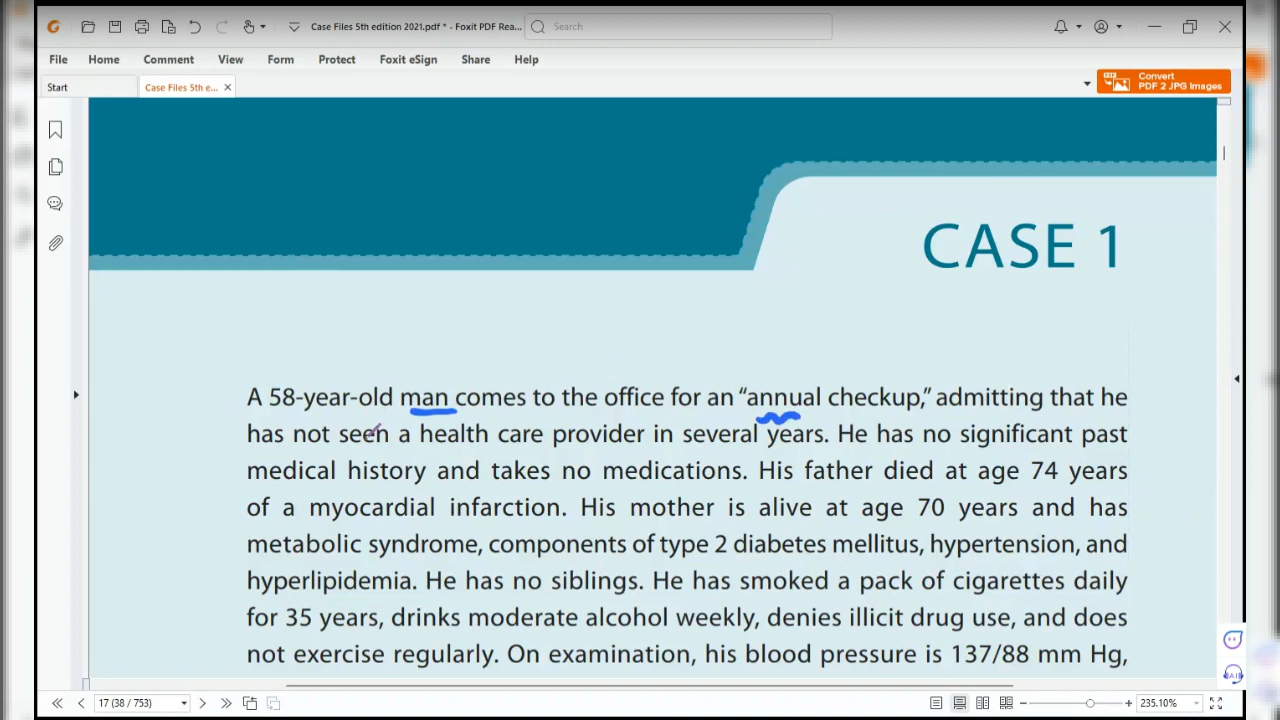 Case Files 5th edition 2021.pdf * - Foxit PDF Rea...
Search
File Home Comment View Form Protect Foxit eSign Share Help
Start
Case Files 5th e...
Convert
PDF 2 JPG Images
CASE 1
A 58-year-old man comes to the office for an “annual checkup,” admitting that he
has not seen a health care provider in several years. He has no significant past
medical history and takes no medications. His father died at age 74 years
of a myocardial infarction. His mother is alive at age 70 years and has
metabolic syndrome, components of type 2 diabetes mellitus, hypertension, and
hyperlipidemia. He has no siblings. He has smoked a pack of cigarettes daily
for 35 years, drinks moderate alcohol weekly, denies illicit drug use, and does
not exercise regularly. On examination, his blood pressure is 137/88 mm Hg,
17 (38 / 753)
235.10%